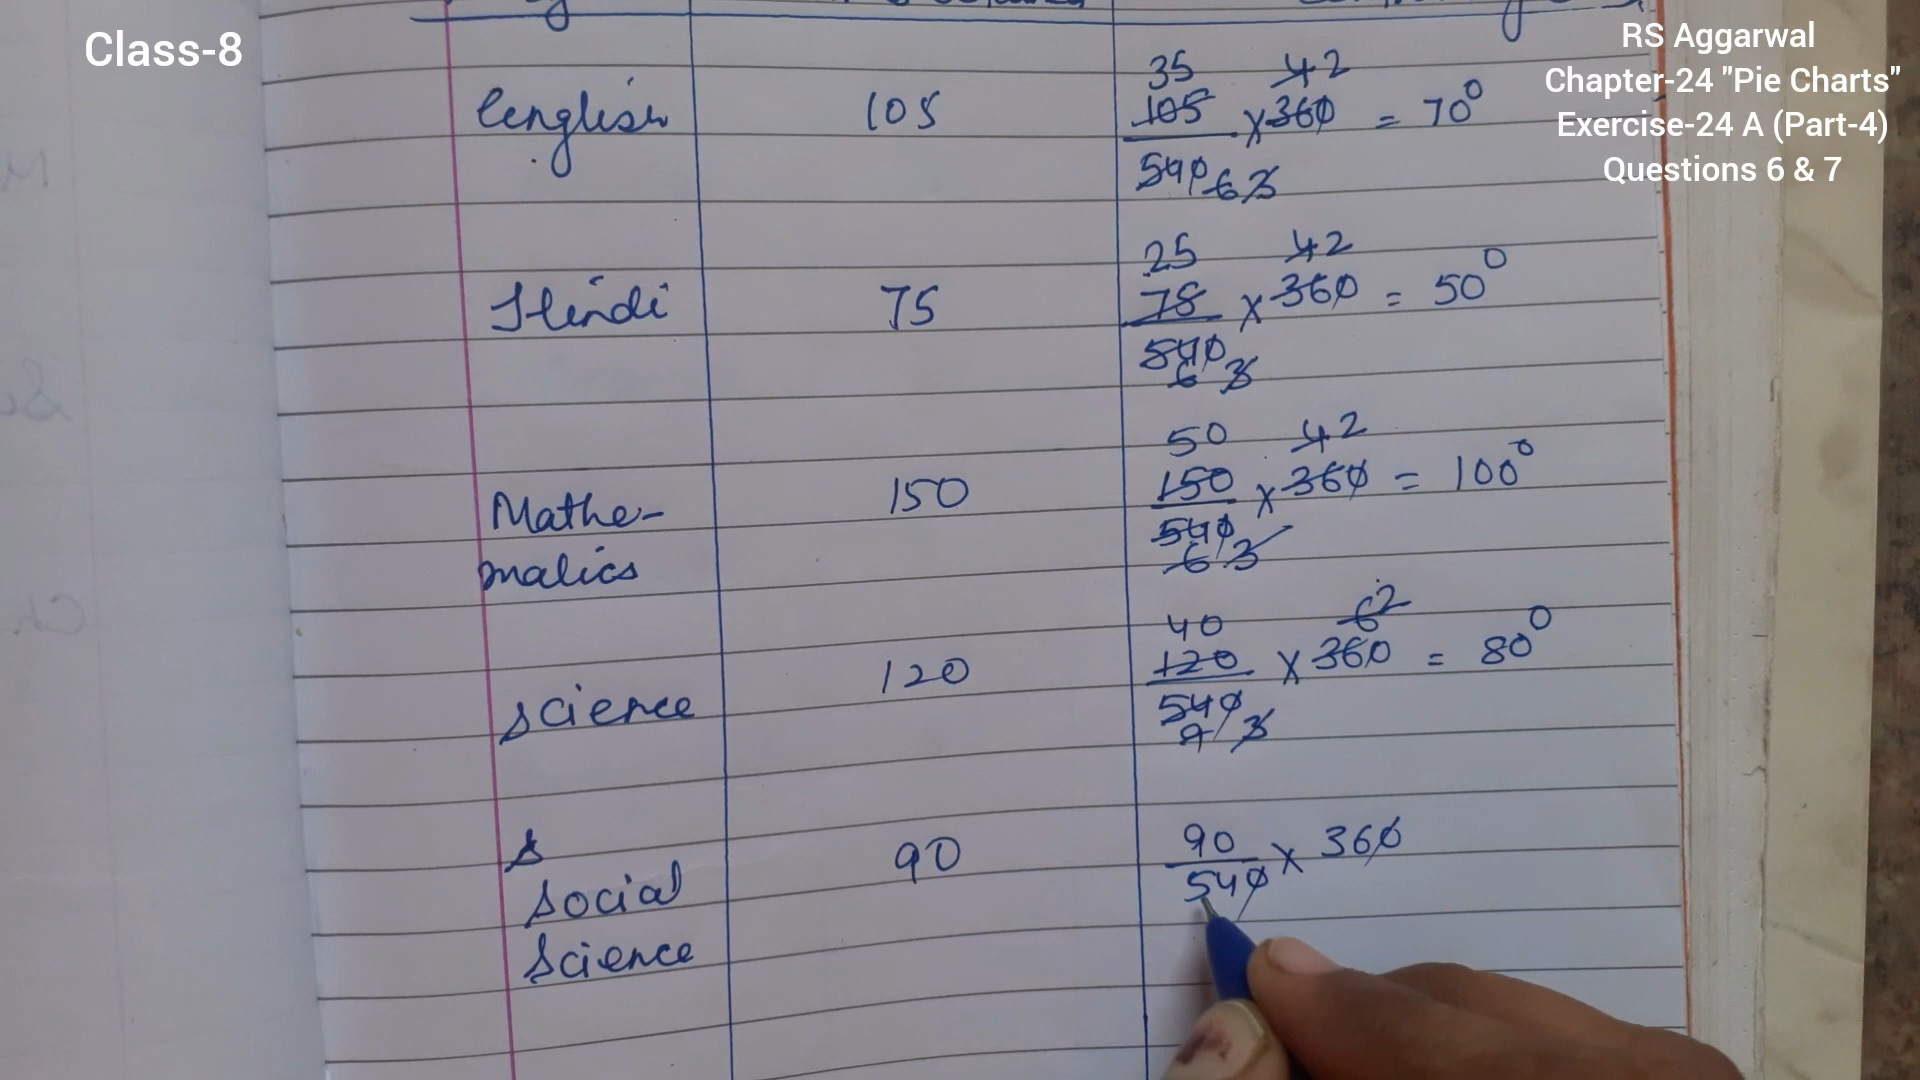 Class-8
RS Aggarwal
Chapter-24 "Pie Charts"
Exercise-24 A (Part-4)
Questions 6 & 7
35 42
English 105 105/540 × 360 = 70°
6 3
25 42
Hindi 75 75/540 × 360 = 50°
6 3
50 42
Mathe- 150 150/540 × 360 = 100°
matics 6 3
40 62
Science 120 120/540 × 360 = 80°
9 3
S
Social 90 90/540 × 360
Science